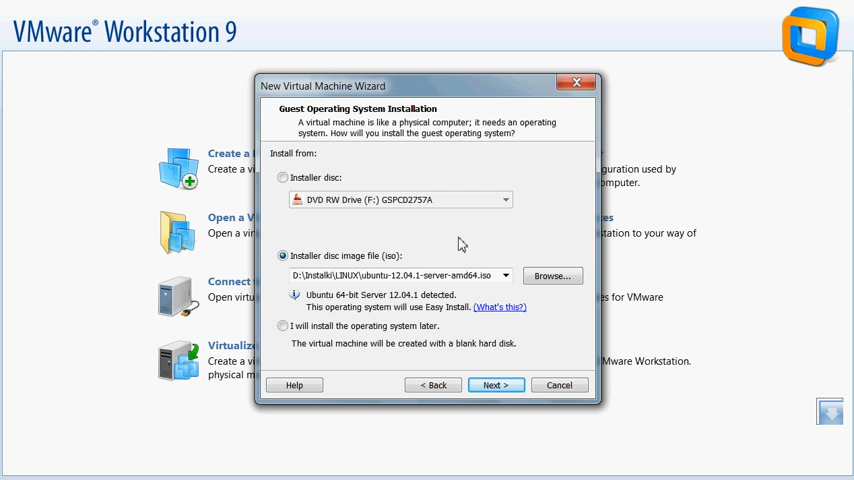 VMware® Workstation 9
New Virtual Machine Wizard
Guest Operating System Installation
A virtual machine is like a physical computer; it needs an operating
system. How will you install the guest operating system?
Install from:
Installer disc:
DVD RW Drive (F:) GSPCD2757A
Installer disc image file (iso):
D:\Instalki\LINUX\ubuntu-12.04.1-server-amd64.iso
Browse...
Ubuntu 64-bit Server 12.04.1 detected.
This operating system will use Easy Install. (What's this?)
I will install the operating system later.
The virtual machine will be created with a blank hard disk.
Help
< Back
Next >
Cancel
Create a
Create a vi
Open a V
Open a vir
Connect
Open virtu
Virtualize
Create a v
physical m
guration used by
omputer.
es
rkstation to your way of
es for VMware
Mware Workstation.